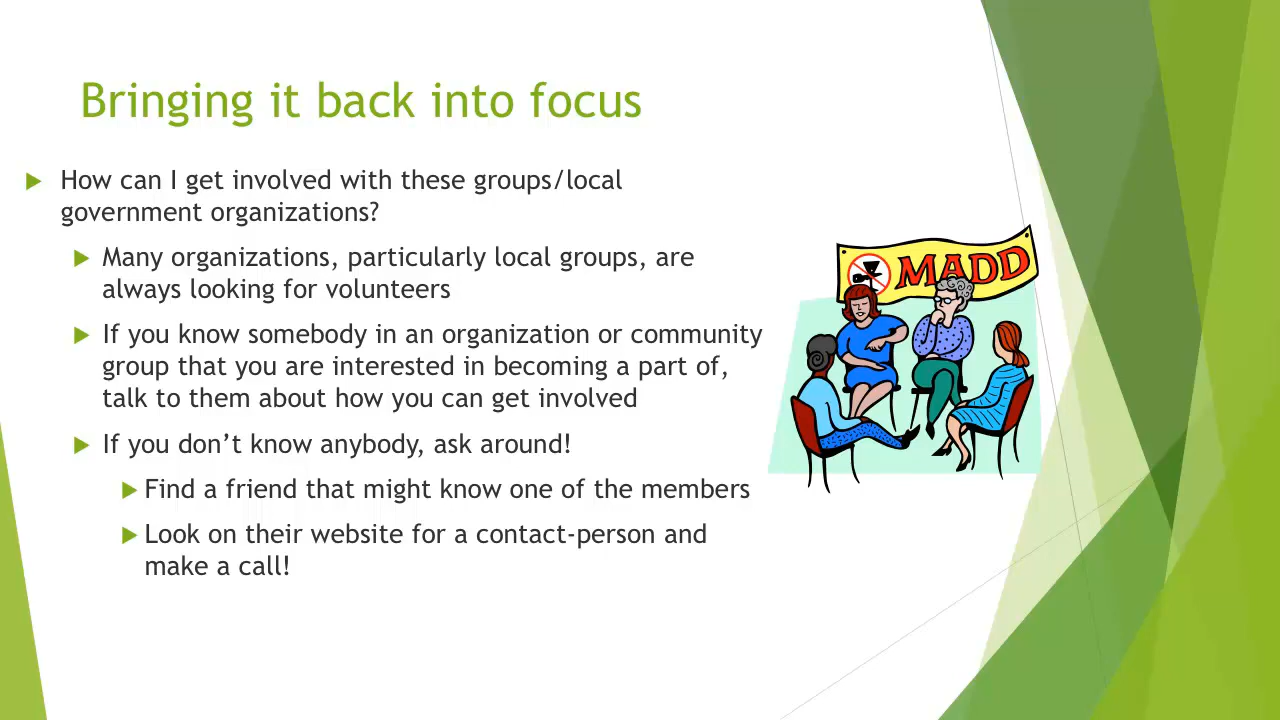 Bringing it back into focus
How can I get involved with these groups/local
government organizations?
Many organizations, particularly local groups, are
always looking for volunteers
If you know somebody in an organization or community
group that you are interested in becoming a part of,
talk to them about how you can get involved
If you don’t know anybody, ask around!
Find a friend that might know one of the members
Look on their website for a contact-person and
make a call!
MADD